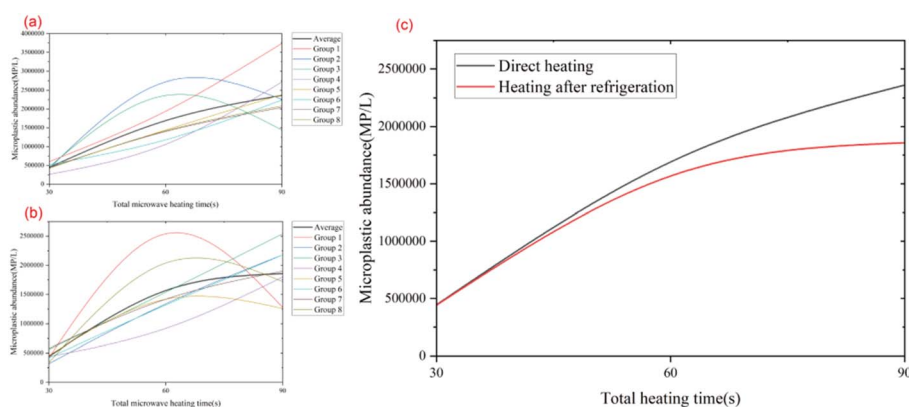 (a)
4000000
3500000
3000000
2500000
2000000
1500000
1000000
500000
0
30
60
90
Microplastic abundance(MP/L)
Total microwave heating time(s)
Average
Group 1
Group 2
Group 3
Group 4
Group 5
Group 6
Group 7
Group 8
(b)
2500000
2000000
1500000
1000000
500000
0
30
60
90
Microplastic abundance(MP/L)
Total microwave heating time(s)
Average
Group 1
Group 2
Group 3
Group 4
Group 5
Group 6
Group 7
Group 8
(c)
Direct heating
Heating after refrigeration
2500000
2000000
1500000
1000000
500000
0
30
60
90
Microplastic abundance(MP/L)
Total heating time(s)